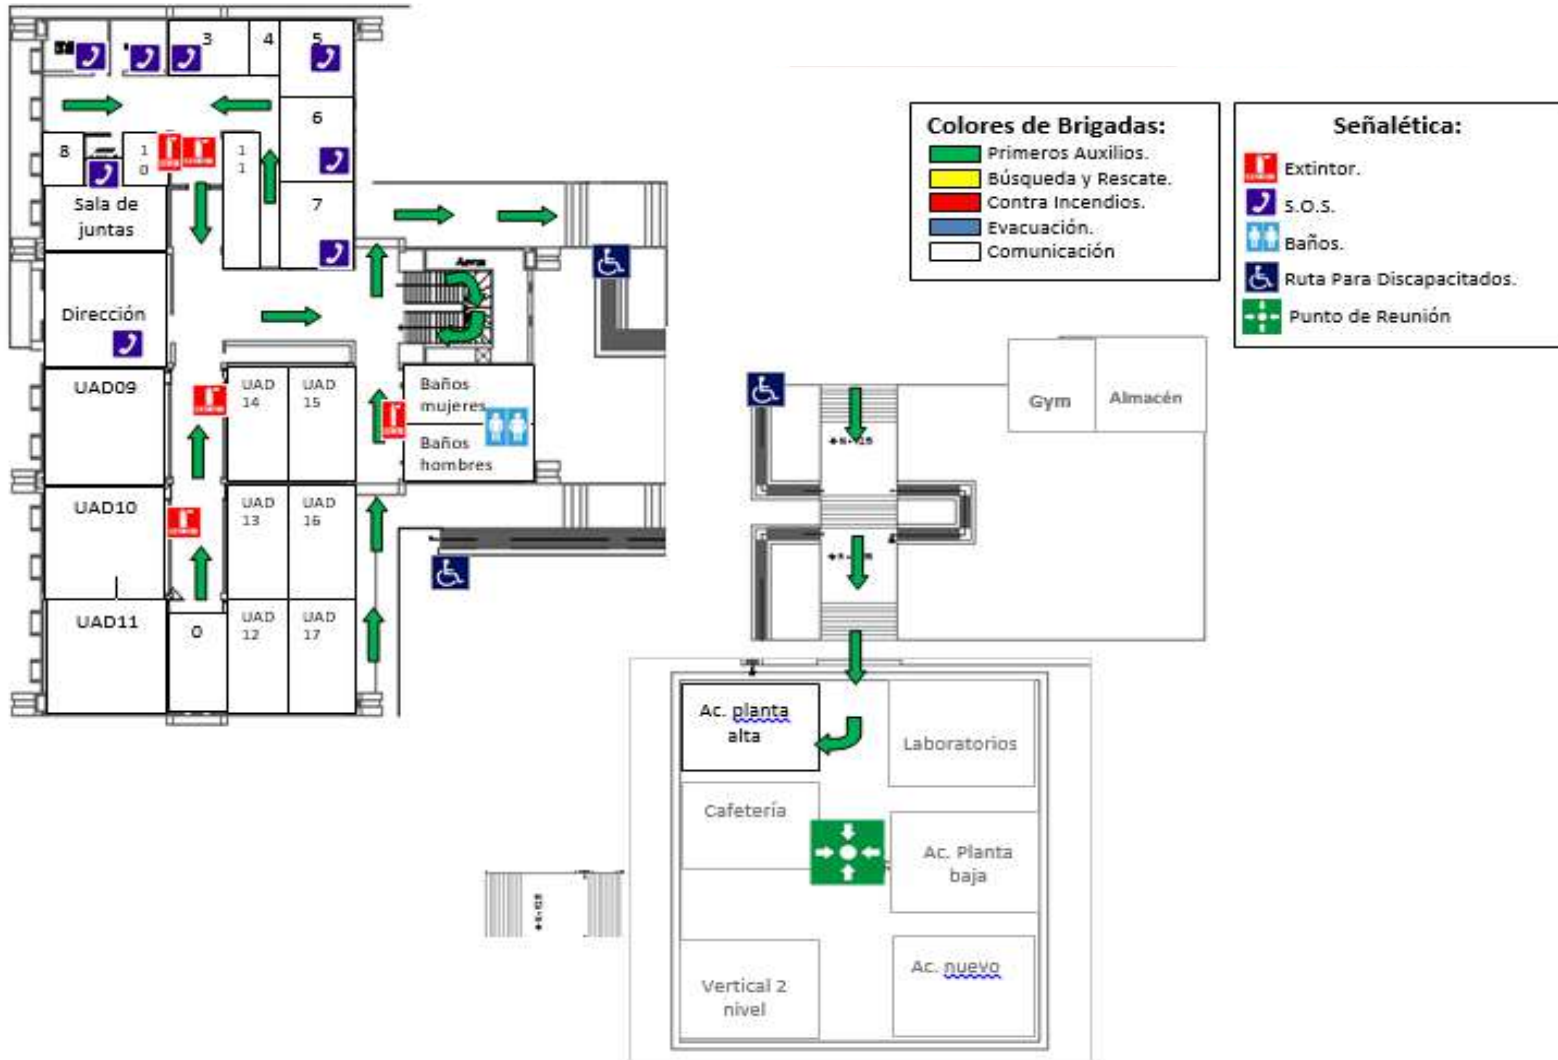 3
4
5
6
7
8
1
0
1
1
Sala de
juntas
Dirección
UAD09
UAD
14
UAD
15
Baños
mujeres
Baños
hombres
UAD10
UAD
13
UAD
16
UAD11
0
UAD
12
UAD
17
Colores de Brigadas:
Primeros Auxilios.
Búsqueda y Rescate.
Contra Incendios.
Evacuación.
Comunicación
Señalética:
Extintor.
S.O.S.
Baños.
Ruta Para Discapacitados.
Punto de Reunión
Gym
Almacén
Ac. planta
alta
Laboratorios
Cafetería
Ac. Planta
baja
Vertical 2
nivel
Ac. nuevo